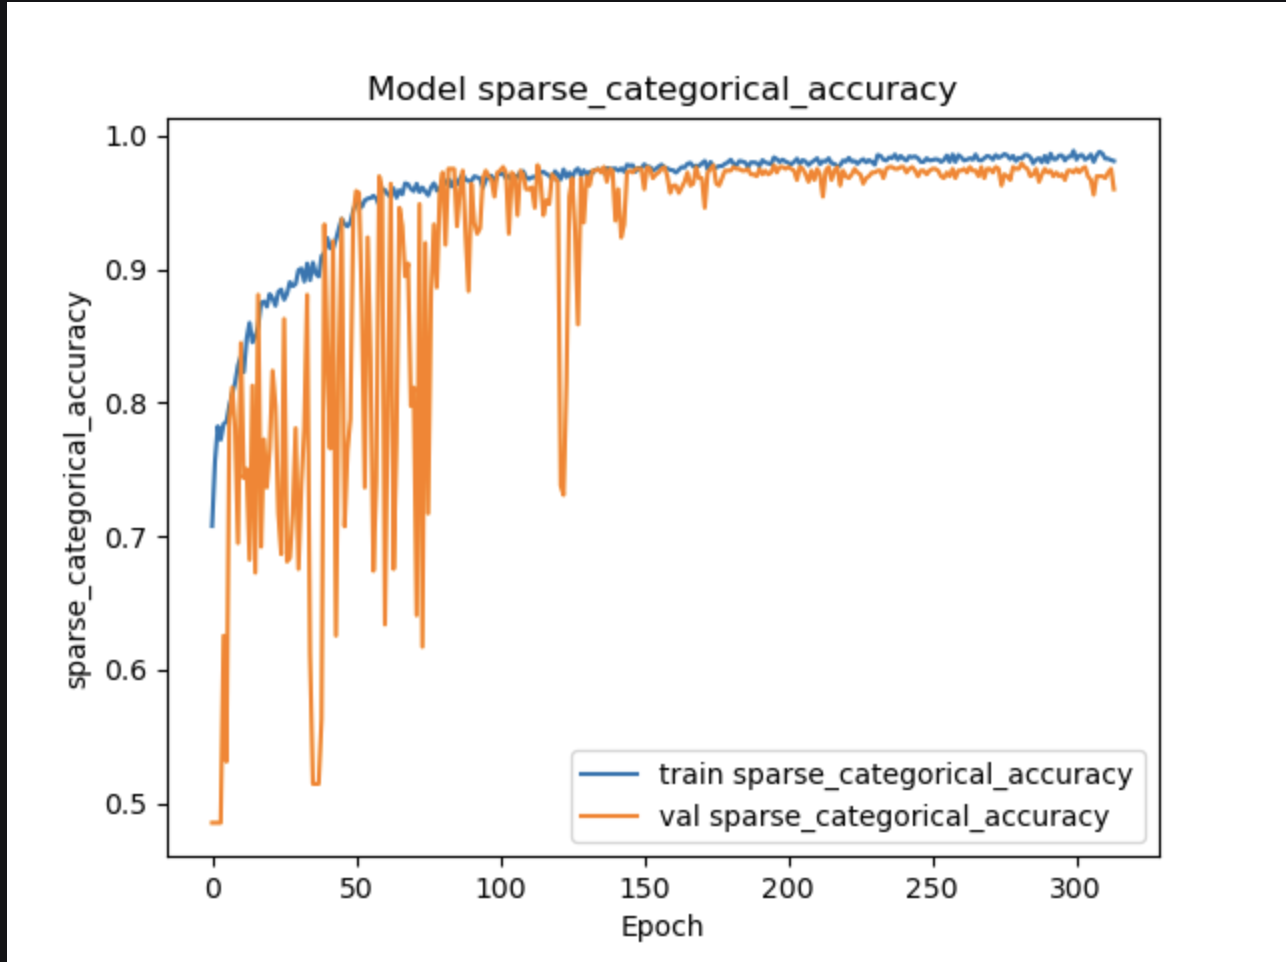 Model sparse_categorical_accuracy
1.0
0.9
0.8
0.7
0.6
0.5
sparse_categorical_accuracy
train sparse_categorical_accuracy
val sparse_categorical_accuracy
0 50 100 150 200 250 300
Epoch